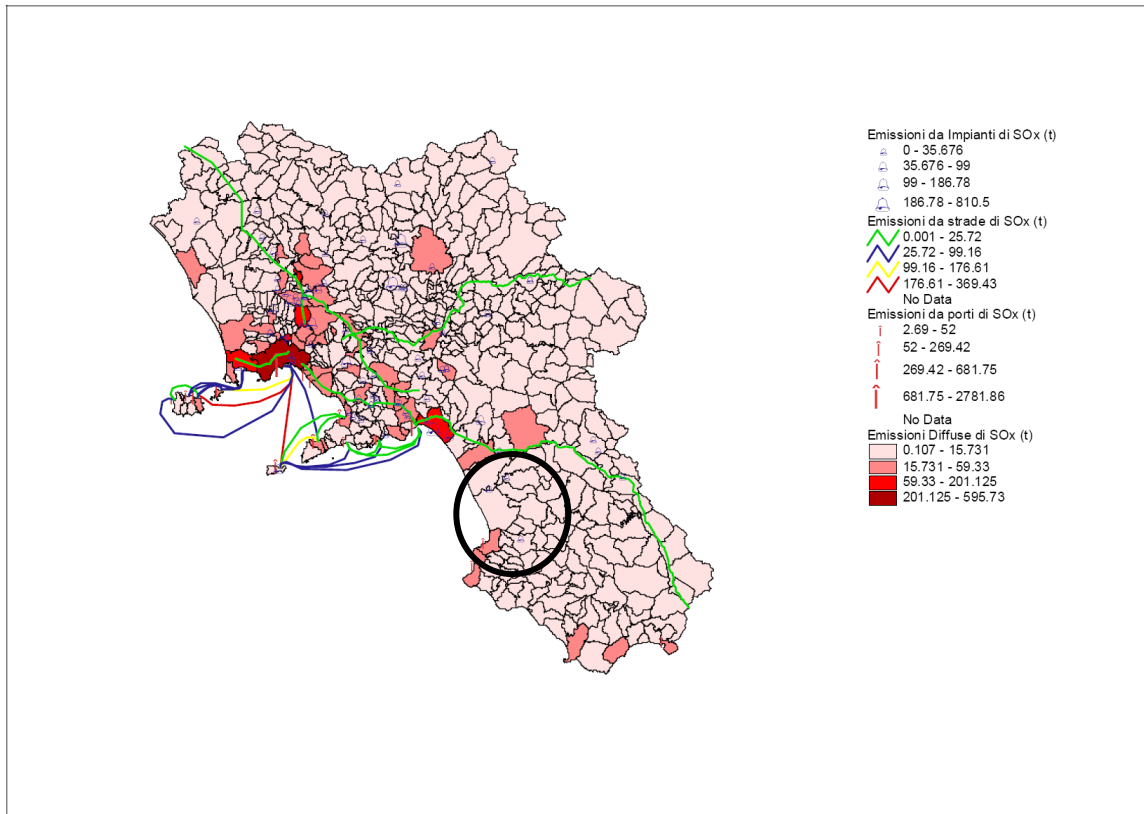 Emissioni da Impianti di SOx (t)
0 - 35.676
35.676 - 99
99 - 186.78
186.78 - 810.5
Emissioni da strade di SOx (t)
0.001 - 25.72
25.72 - 99.16
99.16 - 176.61
176.61 - 369.43
No Data
Emissioni da porti di SOx (t)
2.69 - 52
52 - 269.42
269.42 - 681.75
681.75 - 2781.86
No Data
Emissioni Diffuse di SOx (t)
0.107 - 15.731
15.731 - 59.33
59.33 - 201.125
201.125 - 595.73